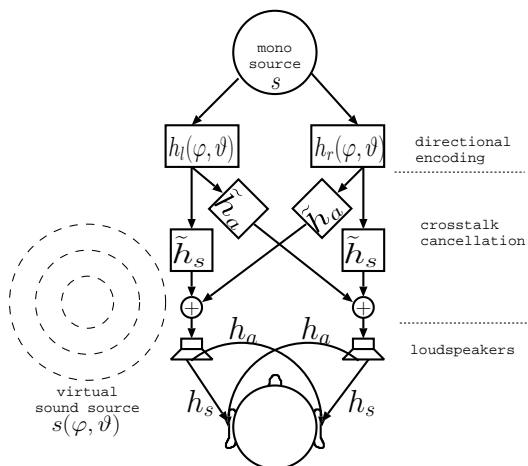 mono
source
s
h_l(φ,ϑ)
h_r(φ,ϑ)
directional
encoding
h̃_a
h̃_a
h̃_s
h̃_s
crosstalk
cancellation
+
+
h_a
h_a
loudspeakers
h_s
h_s
virtual
sound source
s(φ,ϑ)